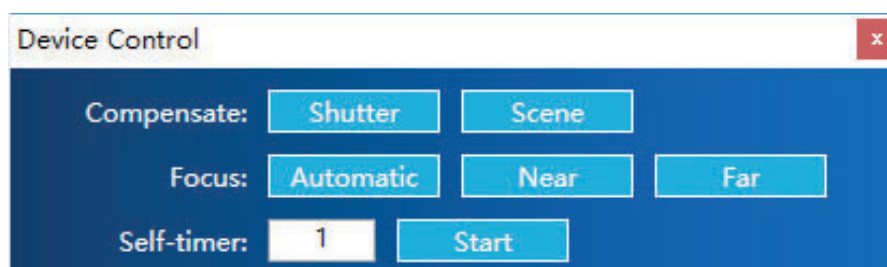 Device Control x
Compensate: Shutter Scene
Focus: Automatic Near Far
Self-timer: 1 Start